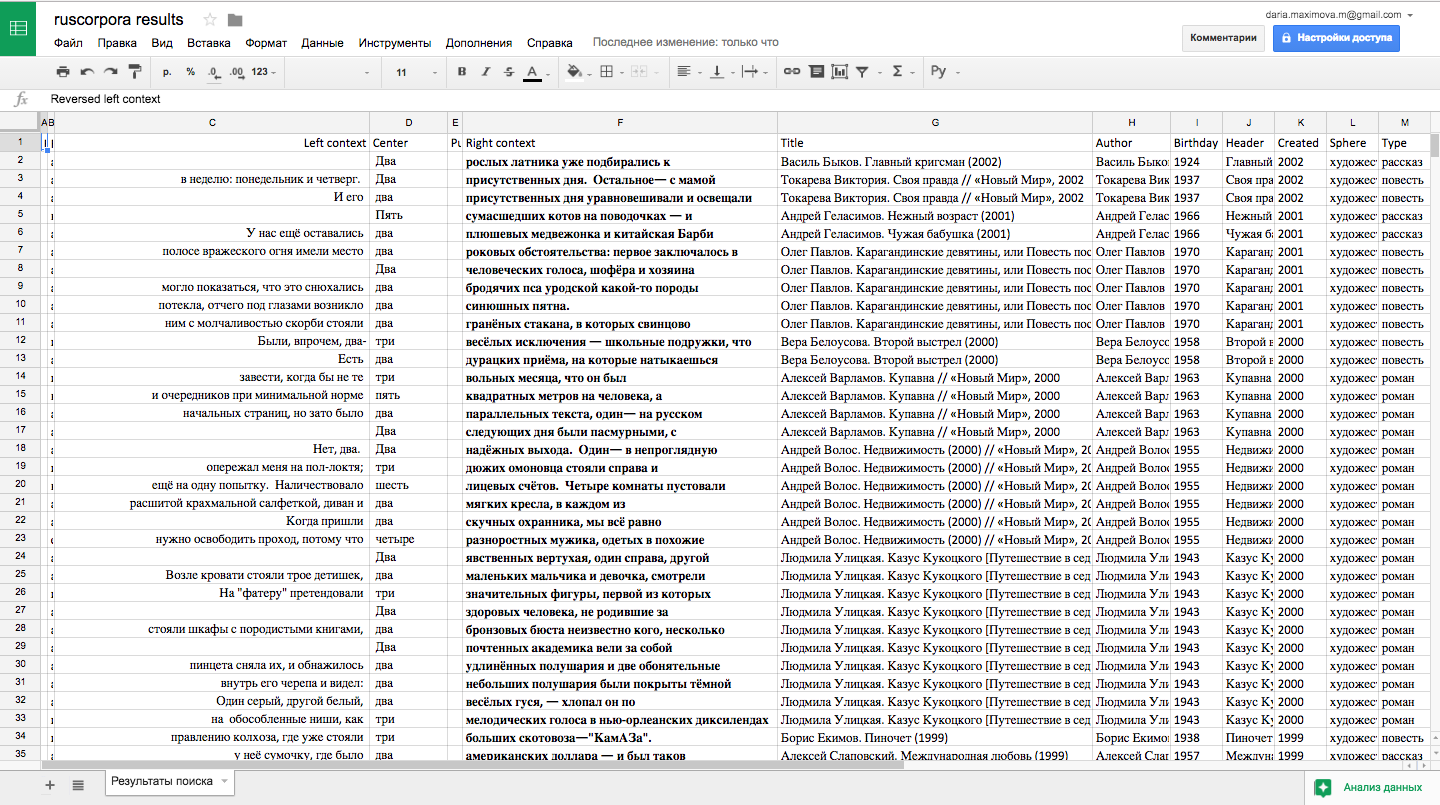 ruscorpora results
daria.maximova.m@gmail.com
Файл Правка Вид Вставка Формат Данные Инструменты Дополнения Справка Последнее изменение: только что
Комментарии Настройки доступа
р. % .0 .00 123 11 B I S A Σ Ру
fx Reversed left context
A B C D E F G H I J K L M
1 Left context Center Pu Right context Title Author Birthday Header Created Sphere Type
2 Два рослых латника уже подбирались к Василь Быков. Главный кригсман (2002) Василь Быко 1924 Главный 2002 художес рассказ
3 в неделю: понедельник и четверг. Два присутственных дня. Остальное— с мамой Токарева Виктория. Своя правда // «Новый Мир», 2002 Токарева Вик 1937 Своя пра 2002 художес повесть
4 И его два присутственных дня уравновешивали и освещали Токарева Виктория. Своя правда // «Новый Мир», 2002 Токарева Вик 1937 Своя пра 2002 художес повесть
5 Пять сумасшедших котов на поводочках — и Андрей Геласимов. Нежный возраст (2001) Андрей Гелас 1966 Нежный 2001 художес рассказ
6 У нас ещё оставались два плюшевых медвежонка и китайская Барби Андрей Геласимов. Чужая бабушка (2001) Андрей Гелас 1966 Чужая б 2001 художес рассказ
7 полосе вражеского огня имели место два роковых обстоятельства: первое заключалось в Олег Павлов. Карагандинские девятины, или Повесть пос Олег Павлов 1970 Караган 2001 художес повесть
8 Два человеческих голоса, шофёра и хозяина Олег Павлов. Карагандинские девятины, или Повесть пос Олег Павлов 1970 Караган 2001 художес повесть
9 могло показаться, что это снюхались два бродячих пса уродской какой-то породы Олег Павлов. Карагандинские девятины, или Повесть пос Олег Павлов 1970 Караган 2001 художес повесть
10 потекла, отчего под глазами возникло два синюшных пятна. Олег Павлов. Карагандинские девятины, или Повесть пос Олег Павлов 1970 Караган 2001 художес повесть
11 ним с молчаливостью скорби стояли два гранёных стакана, в которых свинцово Олег Павлов. Карагандинские девятины, или Повесть пос Олег Павлов 1970 Караган 2001 художес повесть
12 Были, впрочем, два- три весёлых исключения — школьные подружки, что Вера Белоусова. Второй выстрел (2000) Вера Белоусс 1958 Второй в 2000 художес повесть
13 Есть два дурацких приёма, на которые натыкаешься Вера Белоусова. Второй выстрел (2000) Вера Белоусс 1958 Второй в 2000 художес повесть
14 завести, когда бы не те три вольных месяца, что он был Алексей Варламов. Купавна // «Новый Мир», 2000 Алексей Варл 1963 Купавна 2000 художес роман
15 и очередников при минимальной норме пять квадратных метров на человека, а Алексей Варламов. Купавна // «Новый Мир», 2000 Алексей Варл 1963 Купавна 2000 художес роман
16 начальных страниц, но зато было два параллельных текста, один— на русском Алексей Варламов. Купавна // «Новый Мир», 2000 Алексей Варл 1963 Купавна 2000 художес роман
17 Два следующих дня были пасмурными, с Алексей Варламов. Купавна // «Новый Мир», 2000 Алексей Варл 1963 Купавна 2000 художес роман
18 Нет, два. Два надёжных выхода. Один— в непроглядную Андрей Волос. Недвижимость (2000) // «Новый Мир», 20 Андрей Воло 1955 Недвижи 2000 художес роман
19 опережал меня на пол-локтя; три дюжих омоновца стояли справа и Андрей Волос. Недвижимость (2000) // «Новый Мир», 20 Андрей Воло 1955 Недвижи 2000 художес роман
20 ещё на одну попытку. Наличествовало шесть лицевых счётов. Четыре комнаты пустовали Андрей Волос. Недвижимость (2000) // «Новый Мир», 20 Андрей Воло 1955 Недвижи 2000 художес роман
21 расшитой крахмальной салфеткой, диван и два мягких кресла, в каждом из Андрей Волос. Недвижимость (2000) // «Новый Мир», 20 Андрей Воло 1955 Недвижи 2000 художес роман
22 Когда пришли два скучных охранника, мы всё равно Андрей Волос. Недвижимость (2000) // «Новый Мир», 20 Андрей Воло 1955 Недвижи 2000 художес роман
23 нужно освободить проход, потому что четыре разноростных мужика, одетых в похожие Андрей Волос. Недвижимость (2000) // «Новый Мир», 20 Андрей Воло 1955 Недвижи 2000 художес роман
24 Два явственных вертухая, один справа, другой Людмила Улицкая. Казус Кукоцкого [Путешествие в сед Людмила Ули 1943 Казус Ку 2000 художес роман
25 Возле кровати стояли трое детишек, два маленьких мальчика и девочка, смотрели Людмила Улицкая. Казус Кукоцкого [Путешествие в сед Людмила Ули 1943 Казус Ку 2000 художес роман
26 На "фатеру" претендовали три значительных фигуры, первой из которых Людмила Улицкая. Казус Кукоцкого [Путешествие в сед Людмила Ули 1943 Казус Ку 2000 художес роман
27 Два здоровых человека, не родившие за Людмила Улицкая. Казус Кукоцкого [Путешествие в сед Людмила Ули 1943 Казус Ку 2000 художес роман
28 стояли шкафы с породистыми книгами, два бронзовых бюста неизвестно кого, несколько Людмила Улицкая. Казус Кукоцкого [Путешествие в сед Людмила Ули 1943 Казус Ку 2000 художес роман
29 Два почтенных академика вели за собой Людмила Улицкая. Казус Кукоцкого [Путешествие в сед Людмила Ули 1943 Казус Ку 2000 художес роман
30 пинцета сняла их, и обнажилось два удлинённых полушария и две обонятельные Людмила Улицкая. Казус Кукоцкого [Путешествие в сед Людмила Ули 1943 Казус Ку 2000 художес роман
31 внутрь его черепа и видел: два небольших полушария были покрыты тёмной Людмила Улицкая. Казус Кукоцкого [Путешествие в сед Людмила Ули 1943 Казус Ку 2000 художес роман
32 Один серый, другой белый, два весёлых гуся, — хлопал он по Людмила Улицкая. Казус Кукоцкого [Путешествие в сед Людмила Ули 1943 Казус Ку 2000 художес роман
33 на обособленные ниши, как три мелодических голоса в нью-орлеанских диксилендах Людмила Улицкая. Казус Кукоцкого [Путешествие в сед Людмила Ули 1943 Казус Ку 2000 художес роман
34 правлению колхоза, где уже стояли три больших скотовоза—"КамАЗа". Борис Екимов. Пиночет (1999) Борис Екимо 1938 Пиночет 1999 художес повесть
35 у неё сумочку, где было два американских доллара — и был таков Алексей Слаповский. Международная любовь (1999) Алексей Слаг 1957 Междун 1999 художес роман
Результаты поиска
Анализ данных